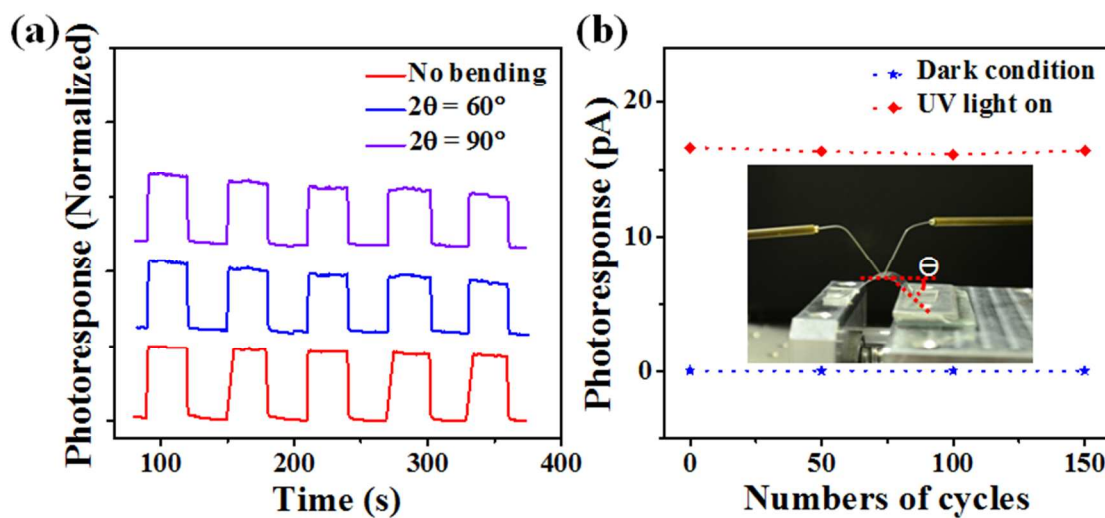 (a)
Photoresponse (Normalized)
No bending
2θ = 60°
2θ = 90°
100
200
300
400
Time (s)
(b)
Photoresponse (pA)
20
10
0
Dark condition
UV light on
Θ
0
50
100
150
Numbers of cycles